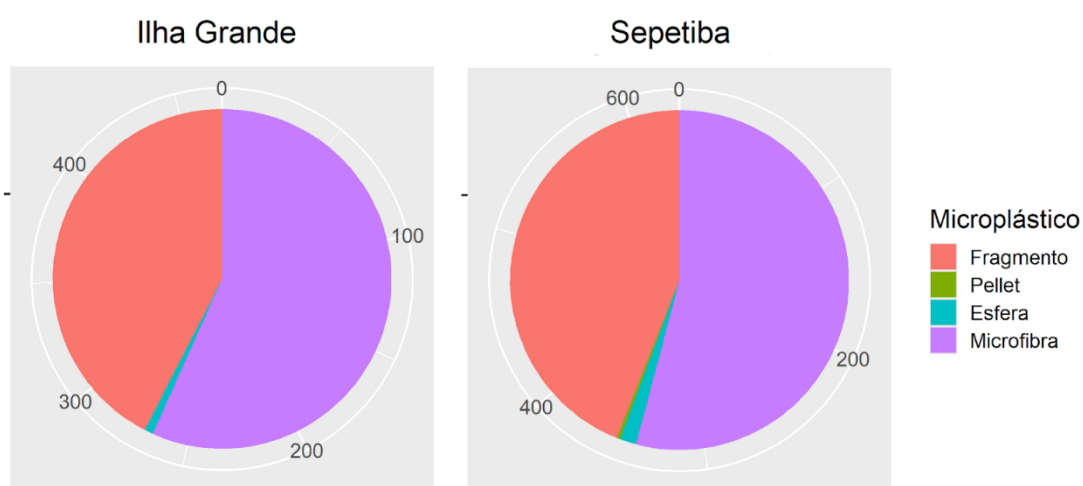 Ilha Grande
0
100
200
300
400
Sepetiba
0
200
400
600
Microplástico
Fragmento
Pellet
Esfera
Microfibra